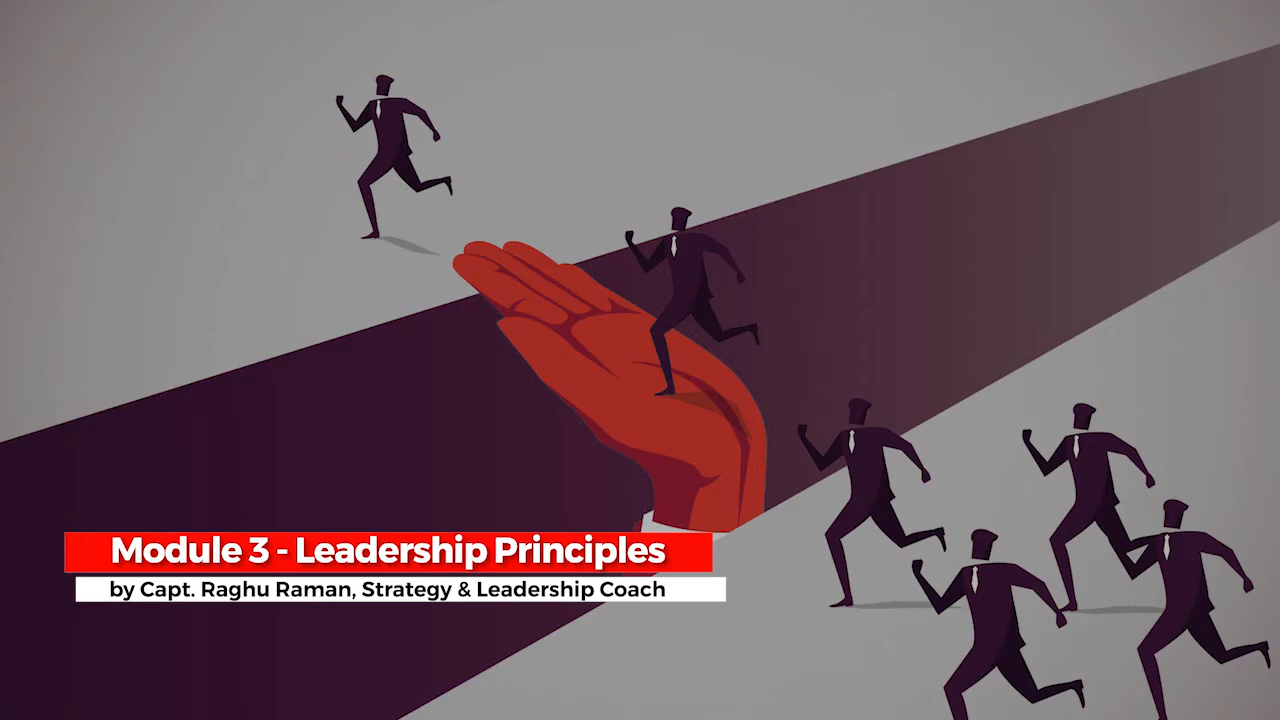 Module 3 - Leadership Principles
by Capt. Raghu Raman, Strategy & Leadership Coach